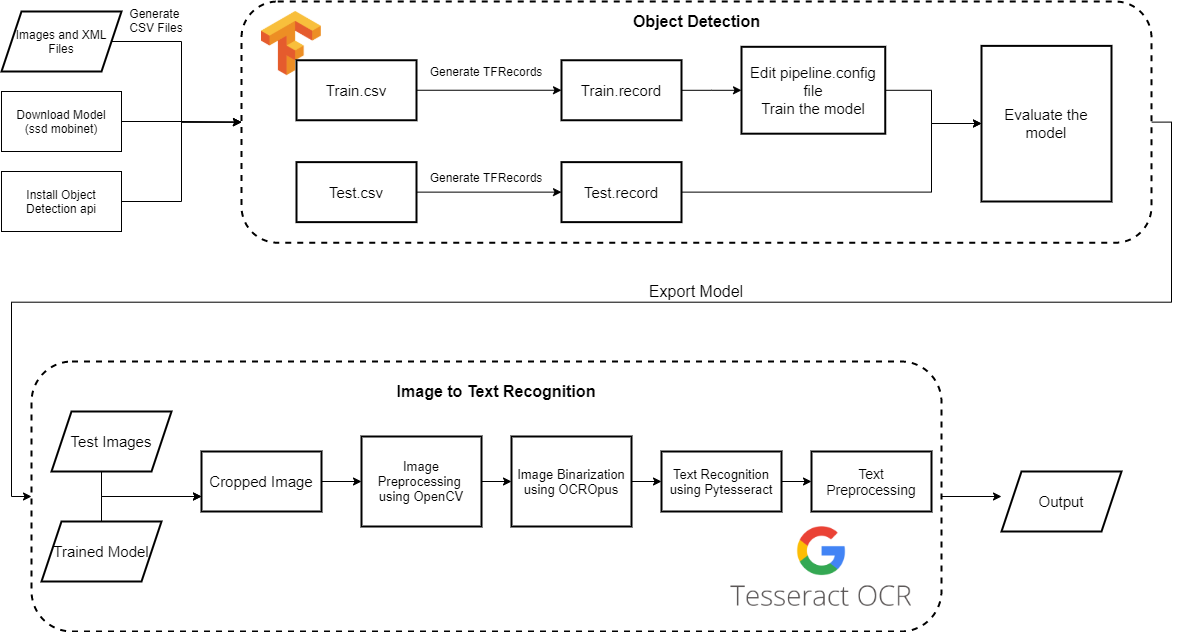 Generate
CSV Files
Images and XML
Files
Download Model
(ssd mobinet)
Install Object
Detection api
Object Detection
Train.csv
Generate TFRecords
Train.record
Edit pipeline.config
file
Train the model
Evaluate the
model
Test.csv
Generate TFRecords
Test.record
Export Model
Image to Text Recognition
Test Images
Trained Model
Cropped Image
Image
Preprocessing
using OpenCV
Image Binarization
using OCROpus
Text Recognition
using Pytesseract
Text
Preprocessing
Tesseract OCR
Output